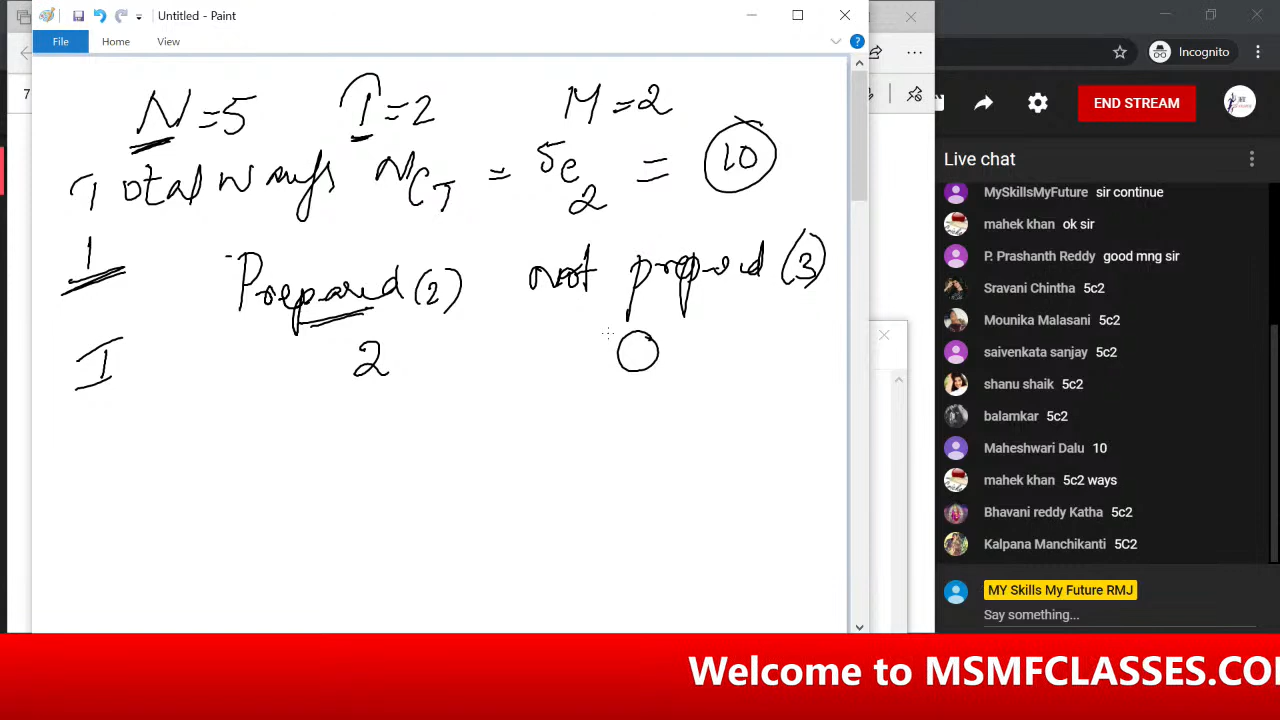 Untitled - Paint
File Home View
N=5 T=2 M=2
Total N ways NCT = 5c2 = 10
1
Prepared (2) not prepared (3)
I 2 0
7
Incognito
END STREAM
Live chat
MySkillsMyFuture sir continue
mahek khan ok sir
P. Prashanth Reddy good mng sir
Sravani Chintha 5c2
Mounika Malasani 5c2
saivenkata sanjay 5c2
shanu shaik 5c2
balamkar 5c2
Maheshwari Dalu 10
mahek khan 5c2 ways
Bhavani reddy Katha 5c2
Kalpana Manchikanti 5C2
MY Skills My Future RMJ
Say something...
Welcome to MSMFCLASSES.CO